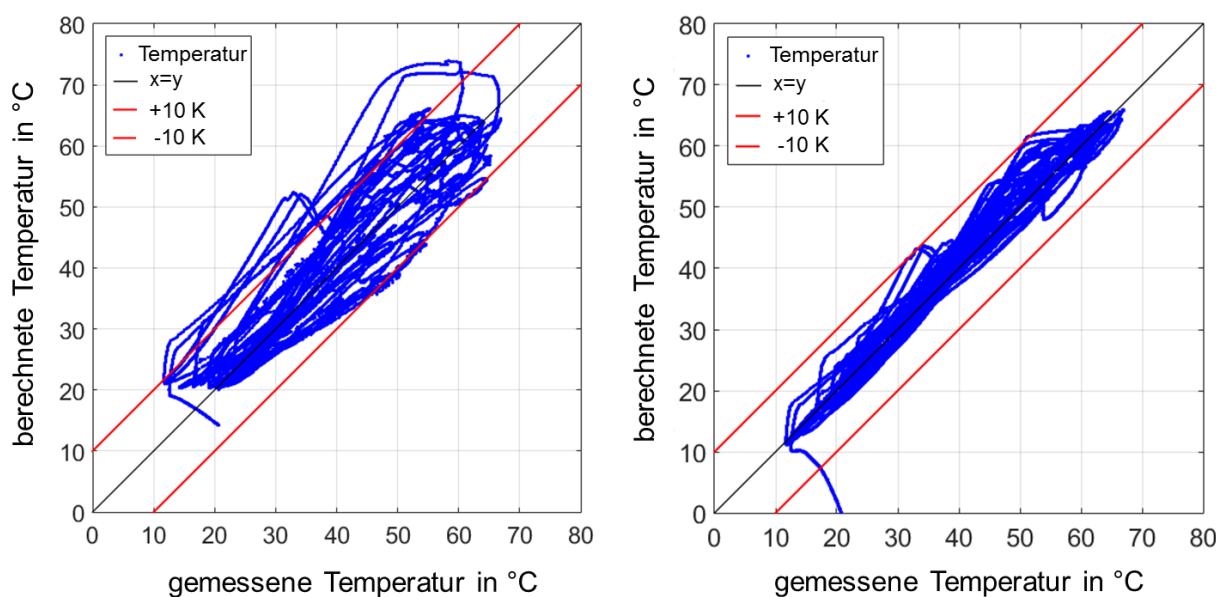 80
70
60
50
40
30
20
10
0
0 10 20 30 40 50 60 70 80
berechnete Temperatur in °C
gemessene Temperatur in °C
Temperatur
x=y
+10 K
-10 K
80
70
60
50
40
30
20
10
0
0 10 20 30 40 50 60 70 80
berechnete Temperatur in °C
gemessene Temperatur in °C
Temperatur
x=y
+10 K
-10 K